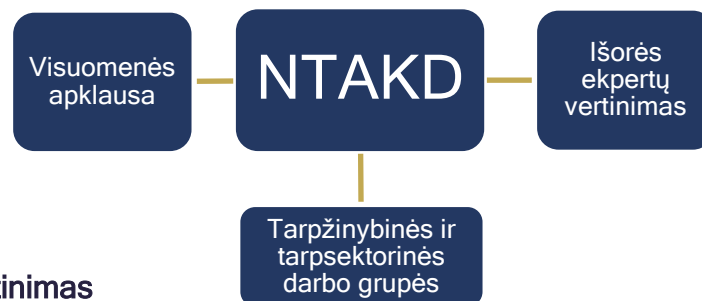 Visuomenės
apklausa
NTAKD
Išorės
ekpertų
vertinimas
Tarpžinybinės ir
tarpsektorinės
darbo grupės
tinimas